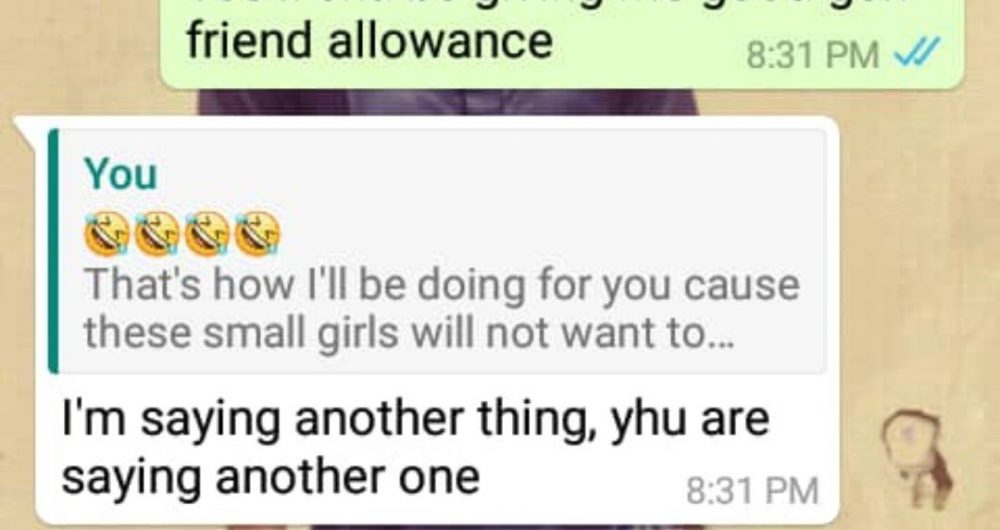 friend allowance
8:31 PM
You
🤣🤣🤣🤣
That's how I'll be doing for you cause
these small girls will not want to...
I'm saying another thing, yhu are
saying another one
8:31 PM